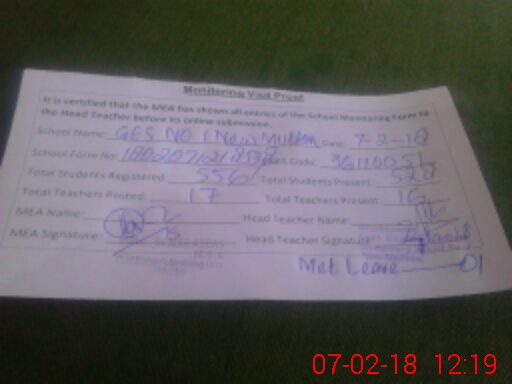 Monitoring Visit Proof
It is certified that the MEA has shown all entries of the School Monitoring Form to
the Head Teacher before its online submission.
School Name: GES NO 1 New Multan Date: 7-2-18
School Form No: Code: 36110051
Total Students Registered: 556 Total Students Present: 528
Total Teachers Posted: 17 Total Teachers Present: 16
MEA Name: Head Teacher Name:
MEA Signature: Head Teacher Signature:
Met Leave 01
07-02-18 12:19